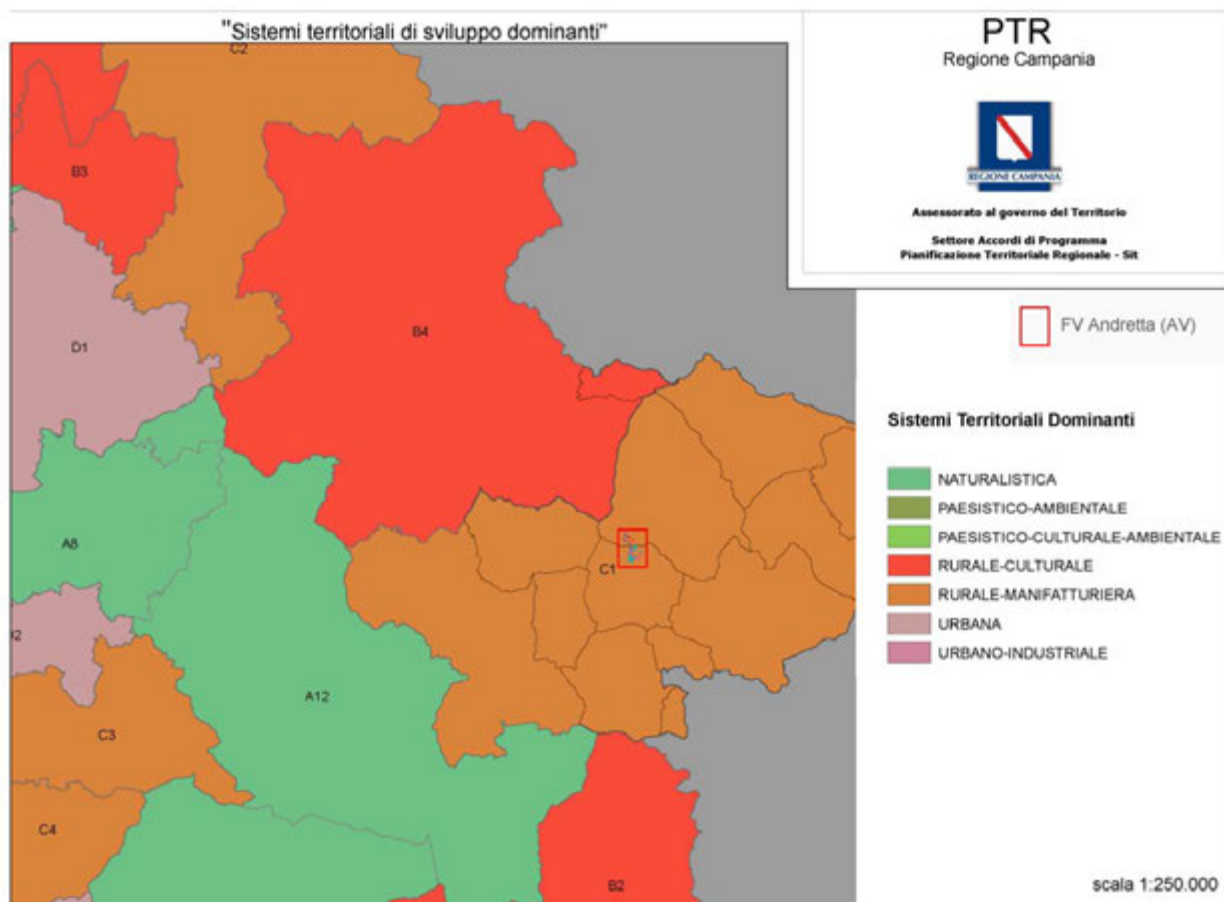 "Sistemi territoriali di sviluppo dominanti"
PTR
Regione Campania
REGIONE CAMPANIA
Assessorato al governo del Territorio
Settore Accordi di Programma
Pianificazione Territoriale Regionale - Sit
FV Andretta (AV)
Sistemi Territoriali Dominanti
NATURALISTICA
PAESISTICO-AMBIENTALE
PAESISTICO-CULTURALE-AMBIENTALE
RURALE-CULTURALE
RURALE-MANIFATTURIERA
URBANA
URBANO-INDUSTRIALE
C2
B3
B4
D1
A8
C1
A12
C3
C4
B2
scala 1:250.000